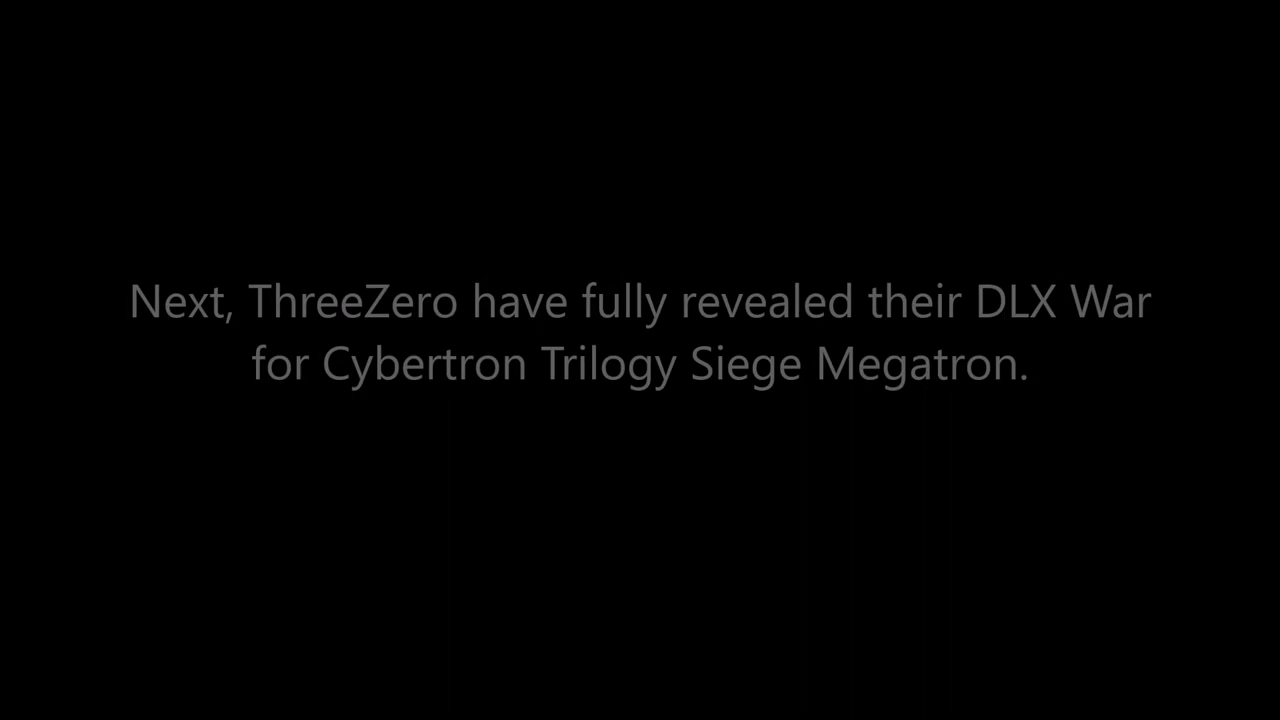 Next, ThreeZero have fully revealed their DLX War
for Cybertron Trilogy Siege Megatron.